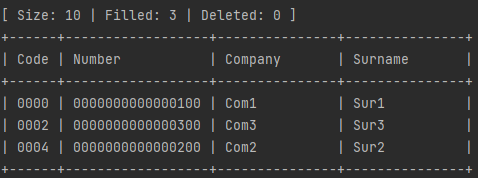 [ Size: 10 | Filled: 3 | Deleted: 0 ]
+------+------------------+---------------+---------------+
| Code | Number           | Company       | Surname       |
+------+------------------+---------------+---------------+
| 0000 | 0000000000000100 | Com1          | Sur1          |
| 0002 | 0000000000000300 | Com3          | Sur3          |
| 0004 | 0000000000000200 | Com2          | Sur2          |
+------+------------------+---------------+---------------+